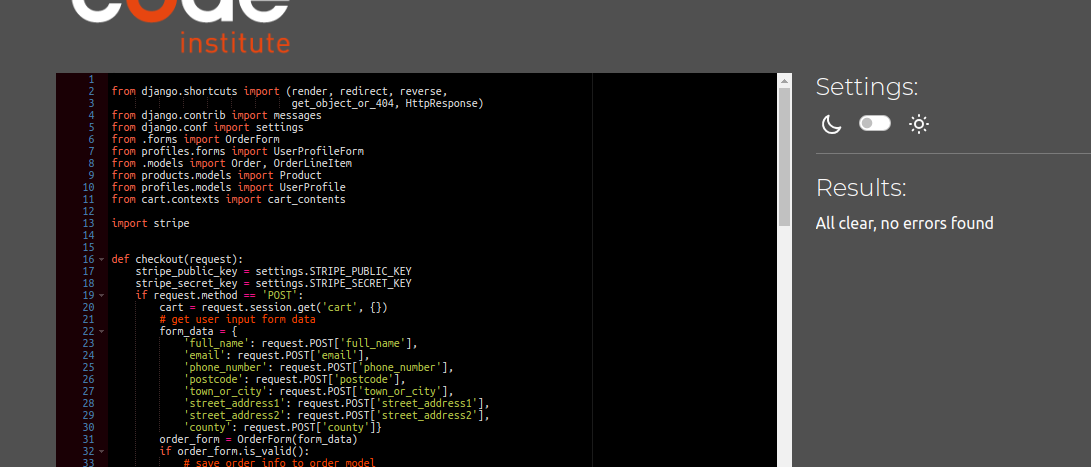 code
institute
1
2 from django.shortcuts import (render, redirect, reverse,
3 get_object_or_404, HttpResponse)
4 from django.contrib import messages
5 from django.conf import settings
6 from .forms import OrderForm
7 from profiles.forms import UserProfileForm
8 from .models import Order, OrderLineItem
9 from products.models import Product
10 from profiles.models import UserProfile
11 from cart.contexts import cart_contents
12
13 import stripe
14
15
16 def checkout(request):
17 stripe_public_key = settings.STRIPE_PUBLIC_KEY
18 stripe_secret_key = settings.STRIPE_SECRET_KEY
19 if request.method == 'POST':
20 cart = request.session.get('cart', {})
21 # get user input form data
22 form_data = {
23 'full_name': request.POST['full_name'],
24 'email': request.POST['email'],
25 'phone_number': request.POST['phone_number'],
26 'postcode': request.POST['postcode'],
27 'town_or_city': request.POST['town_or_city'],
28 'street_address1': request.POST['street_address1'],
29 'street_address2': request.POST['street_address2'],
30 'county': request.POST['county']}
31 order_form = OrderForm(form_data)
32 if order_form.is_valid():
33 # save order info to order model
Settings:
Results:
All clear, no errors found